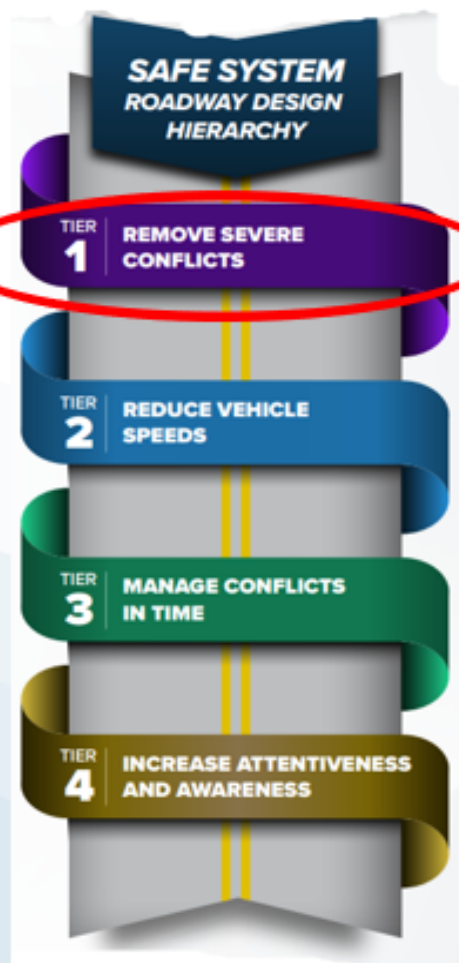 SAFE SYSTEM
ROADWAY DESIGN
HIERARCHY
TIER
1
REMOVE SEVERE
CONFLICTS
TIER
2
REDUCE VEHICLE
SPEEDS
TIER
3
MANAGE CONFLICTS
IN TIME
TIER
4
INCREASE ATTENTIVENESS
AND AWARENESS